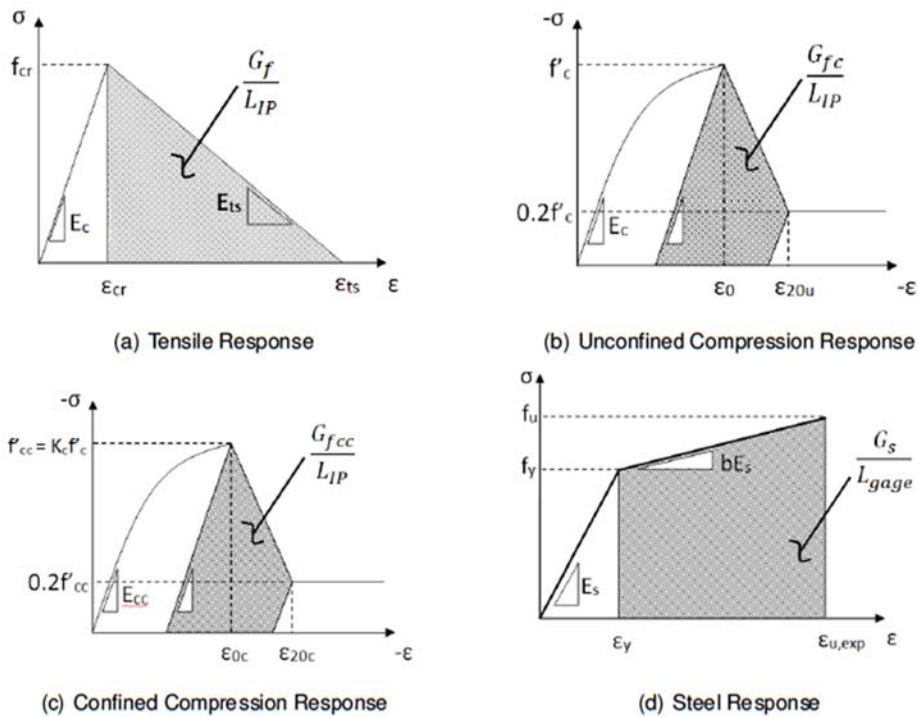 σ
f_cr
G_f
L_IP
E_c
E_ts
ε_cr
ε_ts
ε
(a) Tensile Response
-σ
f'_c
G_fc
L_IP
0.2f'_c
E_c
ε_0
ε_20u
-ε
(b) Unconfined Compression Response
-σ
f'_cc = K_cf'_c
G_fcc
L_IP
0.2f'_cc
E_cc
ε_0c
ε_20c
-ε
(c) Confined Compression Response
σ
f_u
f_y
bE_s
G_s
L_gage
E_s
ε_y
ε_u,exp
ε
(d) Steel Response